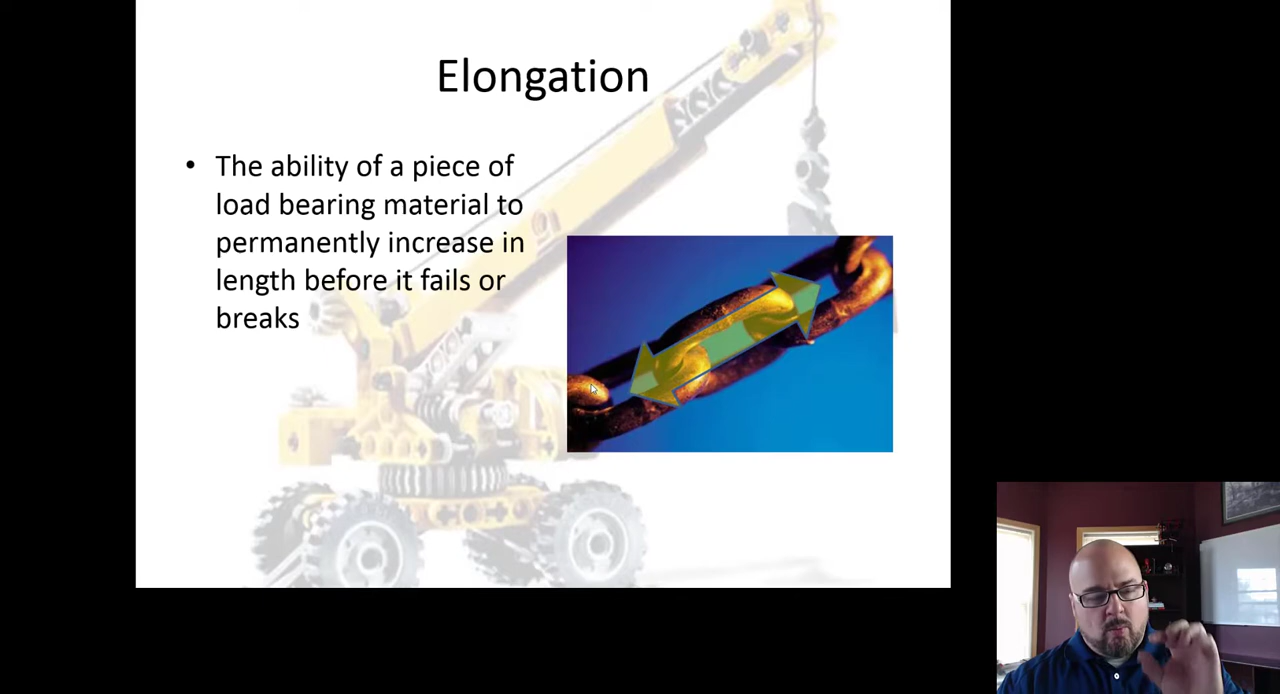 Elongation
• The ability of a piece of
load bearing material to
permanently increase in
length before it fails or
breaks